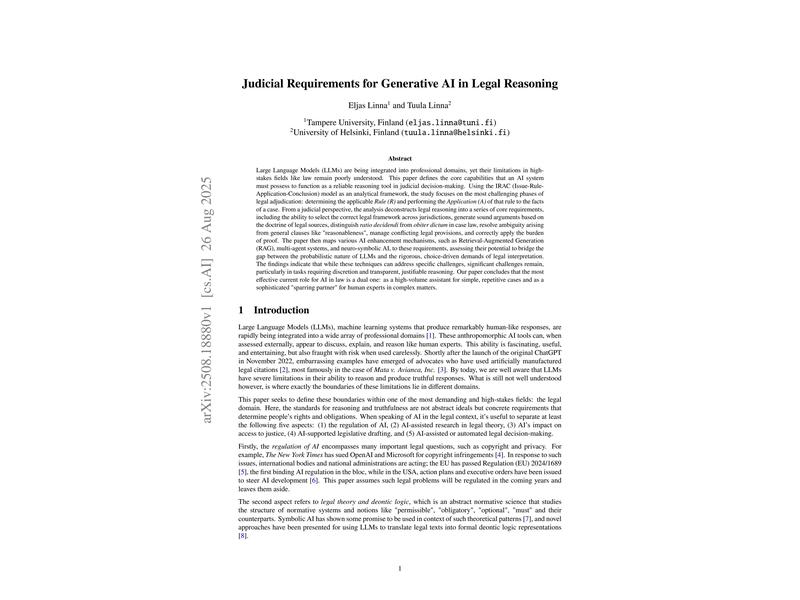 Judicial Requirements for Generative AI in Legal Reasoning
Eljas Linna1 and Tuula Linna2
1Tampere University, Finland (eljas.linna@tuni.fi)
2University of Helsinki, Finland (tuula.linna@helsinki.fi)
Abstract
Large Language Models (LLMs) are being integrated into professional domains, yet their limitations in high-
stakes fields like law remain poorly understood. This paper defines the core capabilities that an AI system
must possess to function as a reliable reasoning tool in judicial decision-making. Using the IRAC (Issue-Rule-
Application-Conclusion) model as an analytical framework, the study focuses on the most challenging phases of
legal adjudication: determining the applicable Rule (R) and performing the Application (A) of that rule to the facts
of a case. From a judicial perspective, the analysis deconstructs legal reasoning into a series of core requirements,
including the ability to select the correct legal framework across jurisdictions, generate sound arguments based on
the doctrine of legal sources, distinguish ratio decidendi from obiter dictum in case law, resolve ambiguity arising
from general clauses like "reasonableness", manage conflicting legal provisions, and correctly apply the burden
of proof. The paper then maps various AI enhancement mechanisms, such as Retrieval-Augmented Generation
(RAG), multi-agent systems, and neuro-symbolic AI, to these requirements, assessing their potential to bridge the
gap between the probabilistic nature of LLMs and the rigorous, choice-driven demands of legal interpretation.
The findings indicate that while these techniques can address specific challenges, significant challenges remain,
particularly in tasks requiring discretion and transparent, justifiable reasoning. Our paper concludes that the most
effective current role for AI in law is a dual one: as a high-volume assistant for simple, repetitive cases and as a
sophisticated "sparring partner" for human experts in complex matters.
1 Introduction
Large Language Models (LLMs), machine learning systems that produce remarkably human-like responses, are
rapidly being integrated into a wide array of professional domains [1]. These anthropomorphic AI tools can, when
assessed externally, appear to discuss, explain, and reason like human experts. This ability is fascinating, useful,
and entertaining, but also fraught with risk when used carelessly. Shortly after the launch of the original ChatGPT
in November 2022, embarrassing examples have emerged of advocates who have used artificially manufactured
legal citations [2], most famously in the case of Mata v. Avianca, Inc. [3]. By today, we are well aware that LLMs
have severe limitations in their ability to reason and produce truthful responses. What is still not well understood
however, is where exactly the boundaries of these limitations lie in different domains.
This paper seeks to define these boundaries within one of the most demanding and high-stakes fields: the legal
domain. Here, the standards for reasoning and truthfulness are not abstract ideals but concrete requirements that
determine people's rights and obligations. When speaking of AI in the legal context, it's useful to separate at least
the following five aspects: (1) the regulation of AI, (2) AI-assisted research in legal theory, (3) AI's impact on
access to justice, (4) AI-supported legislative drafting, and (5) AI-assisted or automated legal decision-making.
Firstly, the regulation of AI encompasses many important legal questions, such as copyright and privacy. For
example, The New York Times has sued OpenAI and Microsoft for copyright infringements [4]. In response to such
issues, international bodies and national administrations are acting; the EU has passed Regulation (EU) 2024/1689
[5], the first binding AI regulation in the bloc, while in the USA, action plans and executive orders have been issued
to steer AI development [6]. This paper assumes such legal problems will be regulated in the coming years and
leaves them aside.
The second aspect refers to legal theory and deontic logic, which is an abstract normative science that studies
the structure of normative systems and notions like "permissible", "obligatory", "optional", "must" and their
counterparts. Symbolic AI has shown some promise to be used in context of such theoretical patterns [7], and novel
approaches have been presented for using LLMs to translate legal texts into formal deontic logic representations
[8].
1
arXiv:2508.18880v1 [cs.AI] 26 Aug 2025